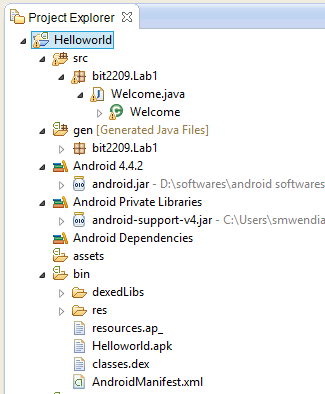 Project Explorer
Helloworld
src
bit2209.Lab1
Welcome.java
Welcome
gen [Generated Java Files]
bit2209.Lab1
Android 4.4.2
android.jar - D:\softwares\android softwares
Android Private Libraries
android-support-v4.jar - C:\Users\smwendia
Android Dependencies
assets
bin
dexedLibs
res
resources.ap_
Helloworld.apk
classes.dex
AndroidManifest.xml